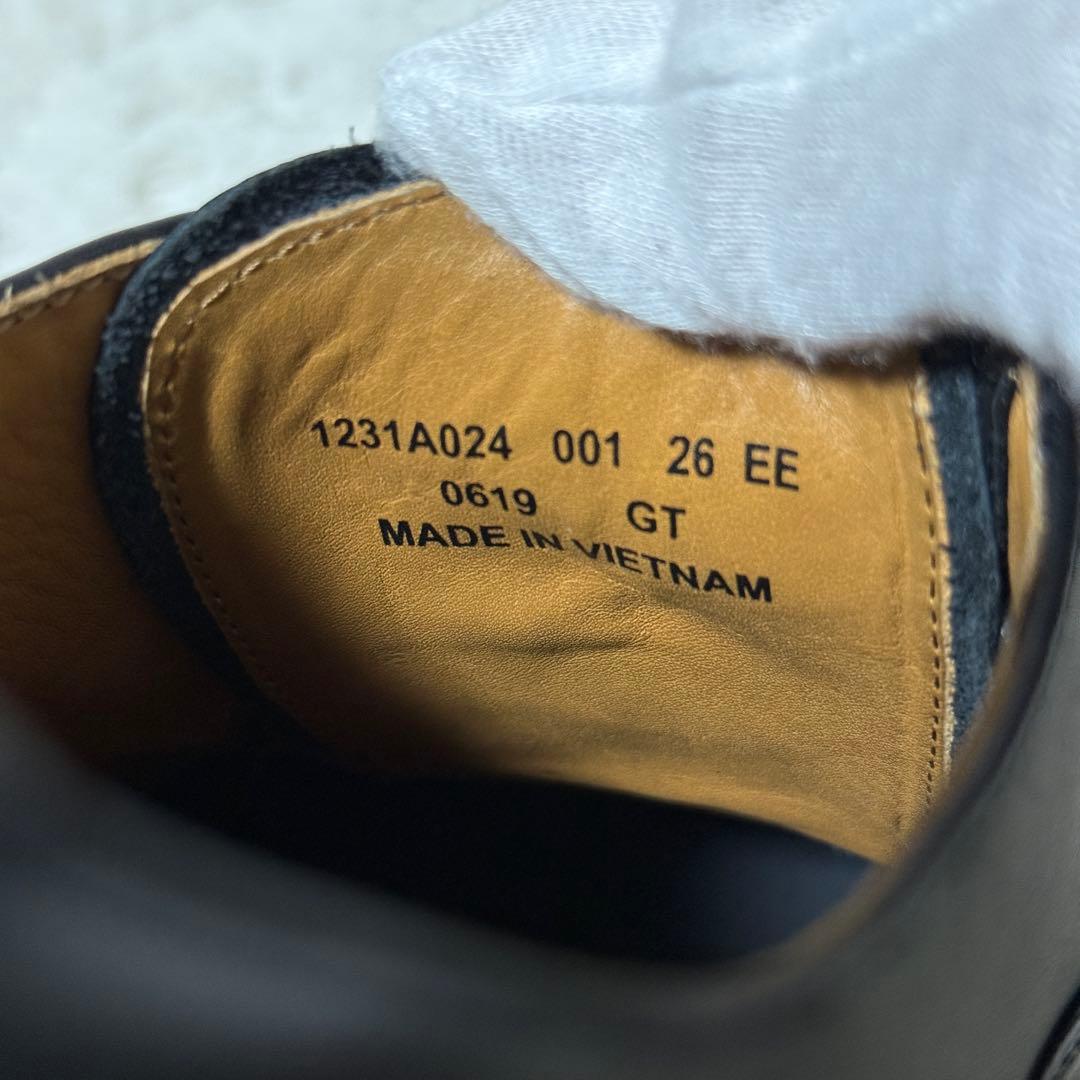 1231A024 001 26 EE
0619 GT
MADE IN VIETNAM